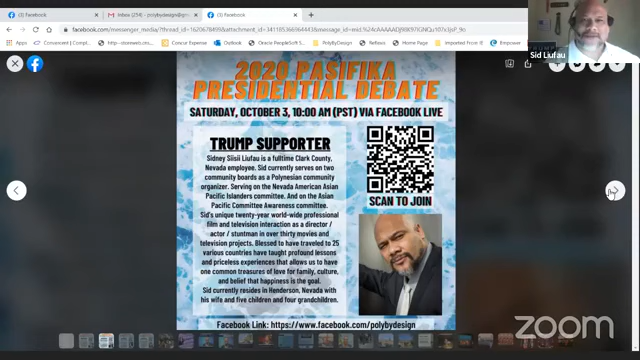 Facebook
Inbox (254) - polybydesign@g
Facebook
Sid Liufau
2020 PASIFIKA
PRESIDENTIAL DEBATE
SATURDAY, OCTOBER 3, 10:00 AM (PST) VIA FACEBOOK LIVE
TRUMP SUPPORTER
Sidney Siisii Liufau is a fulltime Clark County,
Nevada employee. Sid currently serves on two
community boards as a Polynesian community
organizer. Serving on the Nevada American Asian
Pacific Islanders committee. And on the Asian
Pacific Committee Awareness committee.
Sid's unique twenty-year world-wide professional
film and television interaction as a director /
actor / stuntman in over thirty movies and
television projects. Blessed to have traveled to 25
various countries have taught profound lessons
and priceless experiences that allows us to have
one common treasures of love for family, culture,
and belief that happiness is the goal.
Sid currently resides in Henderson, Nevada with
his wife and five children and four grandchildren.
SCAN TO JOIN
Facebook Link: https://www.facebook.com/polybydesign
zoom